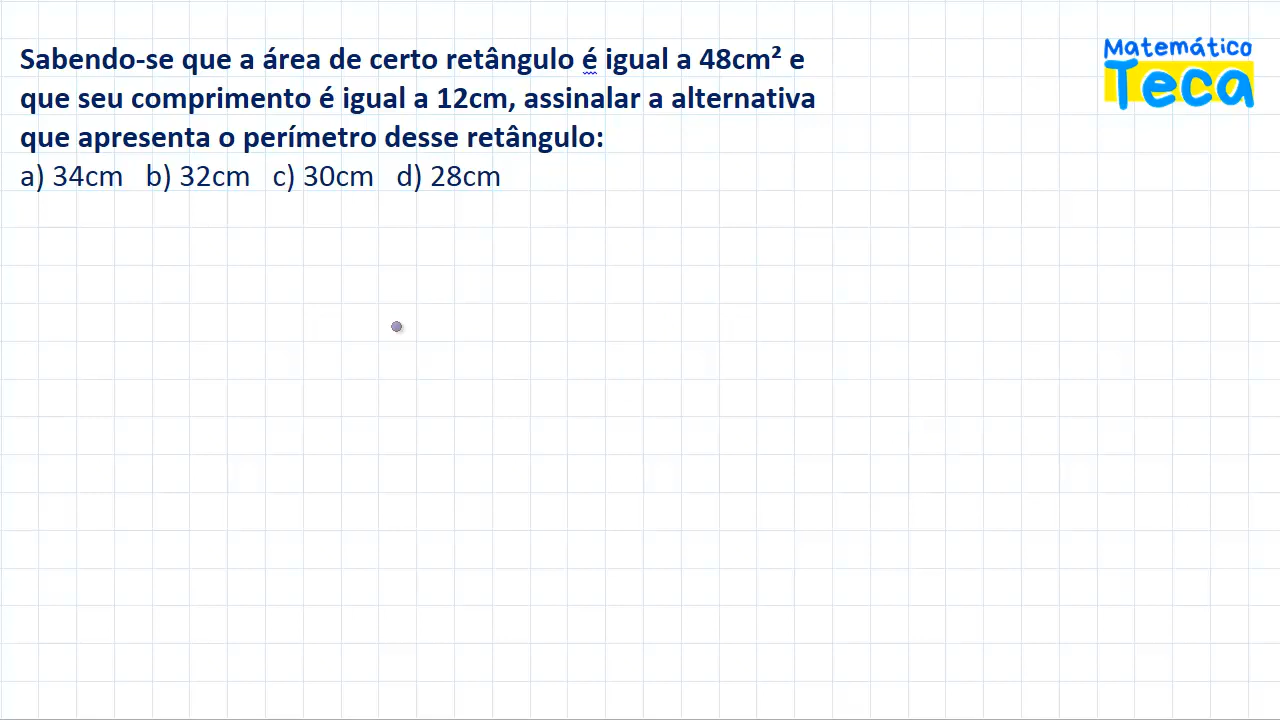 Sabendo-se que a área de certo retângulo é igual a 48cm² e
que seu comprimento é igual a 12cm, assinalar a alternativa
que apresenta o perímetro desse retângulo:
a) 34cm b) 32cm c) 30cm d) 28cm
Matemático
Teca